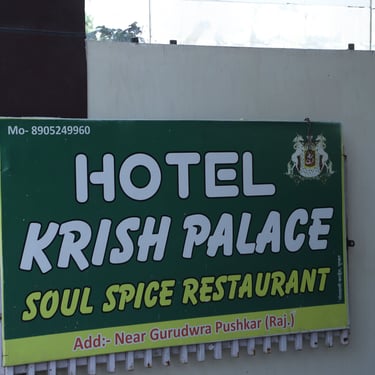 Mo- 8905249960
HOTEL
KRISH PALACE
SOUL SPICE RESTAURANT
Add:- Near Gurudwra Pushkar (Raj.)